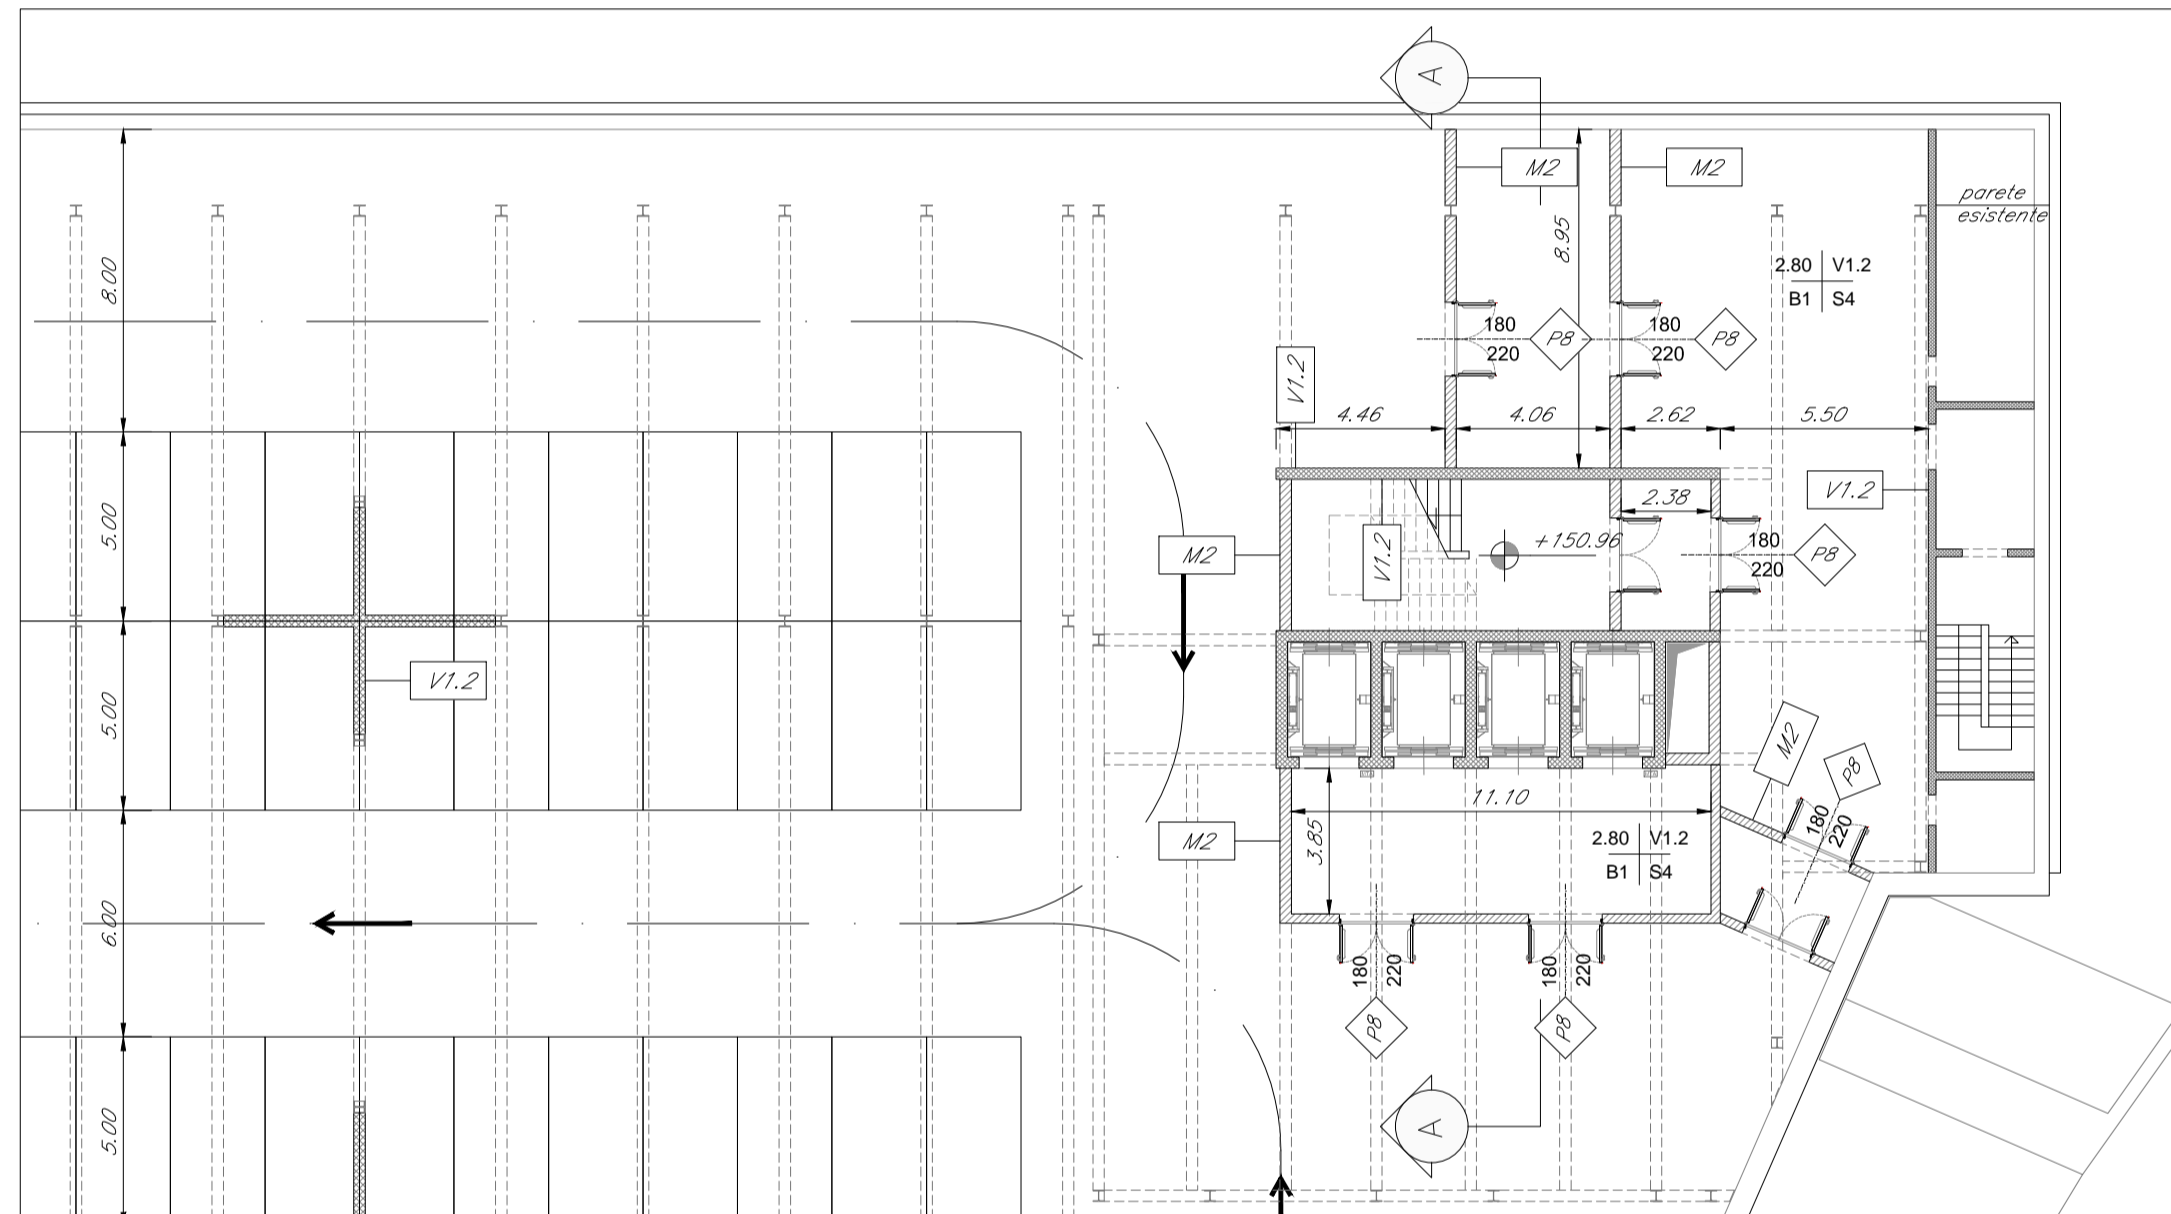 A
M2
M2
parete
esistente
8.95
8.00
2.80 V1.2
B1 S4
180
220
P8
180
220
P8
V1.2
4.46
4.06
2.62
5.50
5.00
2.38
V1.2
M2
V1.2
+150.96
180
220
P8
V1.2
5.00
M2
P8
180
220
11.10
3.85
M2
2.80 V1.2
B1 S4
6.00
180
220
180
220
P8
P8
5.00
A